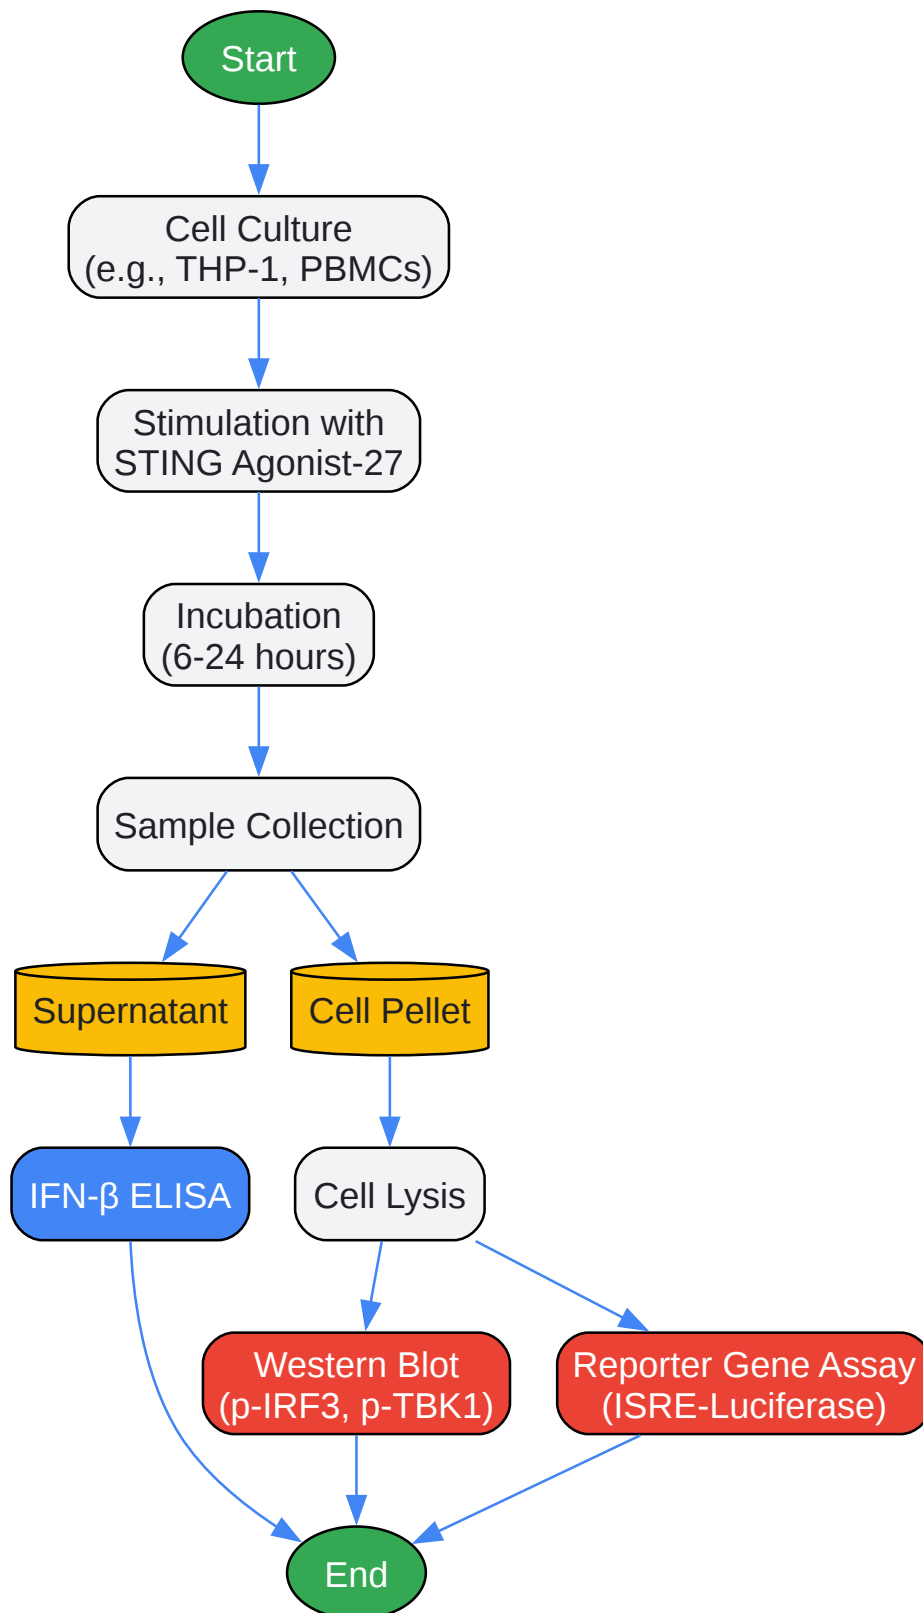 Start
Cell Culture
(e.g., THP-1, PBMCs)
Stimulation with
STING Agonist-27
Incubation
(6-24 hours)
Sample Collection
Supernatant
Cell Pellet
IFN-β ELISA
Cell Lysis
Western Blot
(p-IRF3, p-TBK1)
Reporter Gene Assay
(ISRE-Luciferase)
End